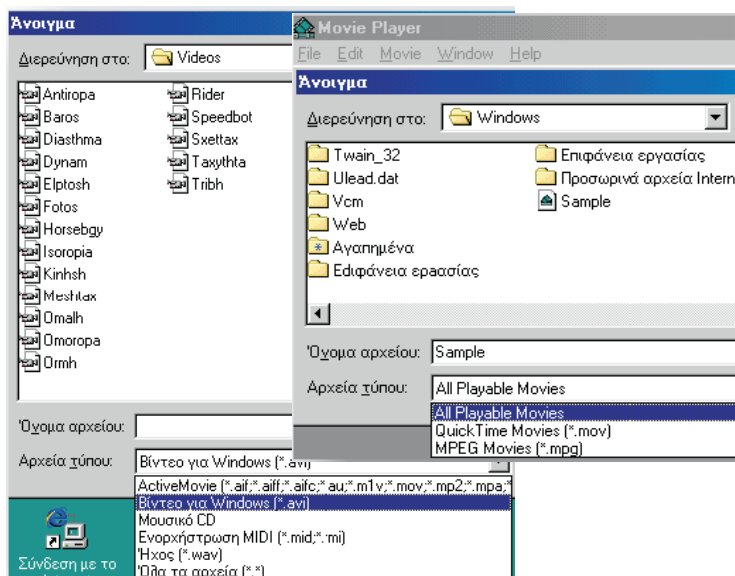 Άνοιγμα
Διερεύνηση στο: Videos
Antiropa
Baros
Diasthma
Dynam
Elptosh
Fotos
Horsebgy
Isoropia
Kinhsh
Meshtax
Omalh
Omoropa
Ormh
Rider
Speedbot
Sxettax
Taxythta
Tribh
Όνομα αρχείου:
Αρχεία τύπου: Βίντεο για Windows (*.avi)
ActiveMovie (*.aif;*.aiff;*.aifc;*.au;*.m1v;*.mov;*.mp2;*.mpa;*
Βίντεο για Windows (*.avi)
Μουσικό CD
Ενορχήστρωση MIDI (*.mid;*.rmi)
Ήχος (*.wav)
Όλα τα αρχεία (*.*)
Σύνδεση με το
Movie Player
File Edit Movie Window Help
Άνοιγμα
Διερεύνηση στο: Windows
Twain_32
Ulead.dat
Vcm
Web
Αγαπημένα
Εdιφάνεια εραασίας
Επιφάνεια εργασίας
Προσωρινά αρχεία Intern
Sample
Όνομα αρχείου: Sample
Αρχεία τύπου: All Playable Movies
All Playable Movies
QuickTime Movies (*.mov)
MPEG Movies (*.mpg)